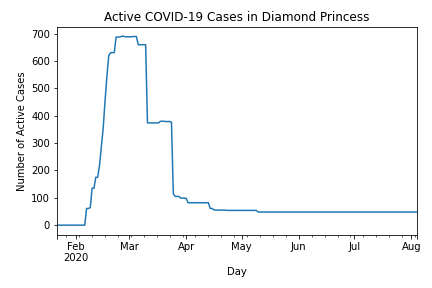 Active COVID-19 Cases in Diamond Princess
700
600
500
400
300
200
100
0
Number of Active Cases
Feb Mar Apr May Jun Jul Aug
2020
Day